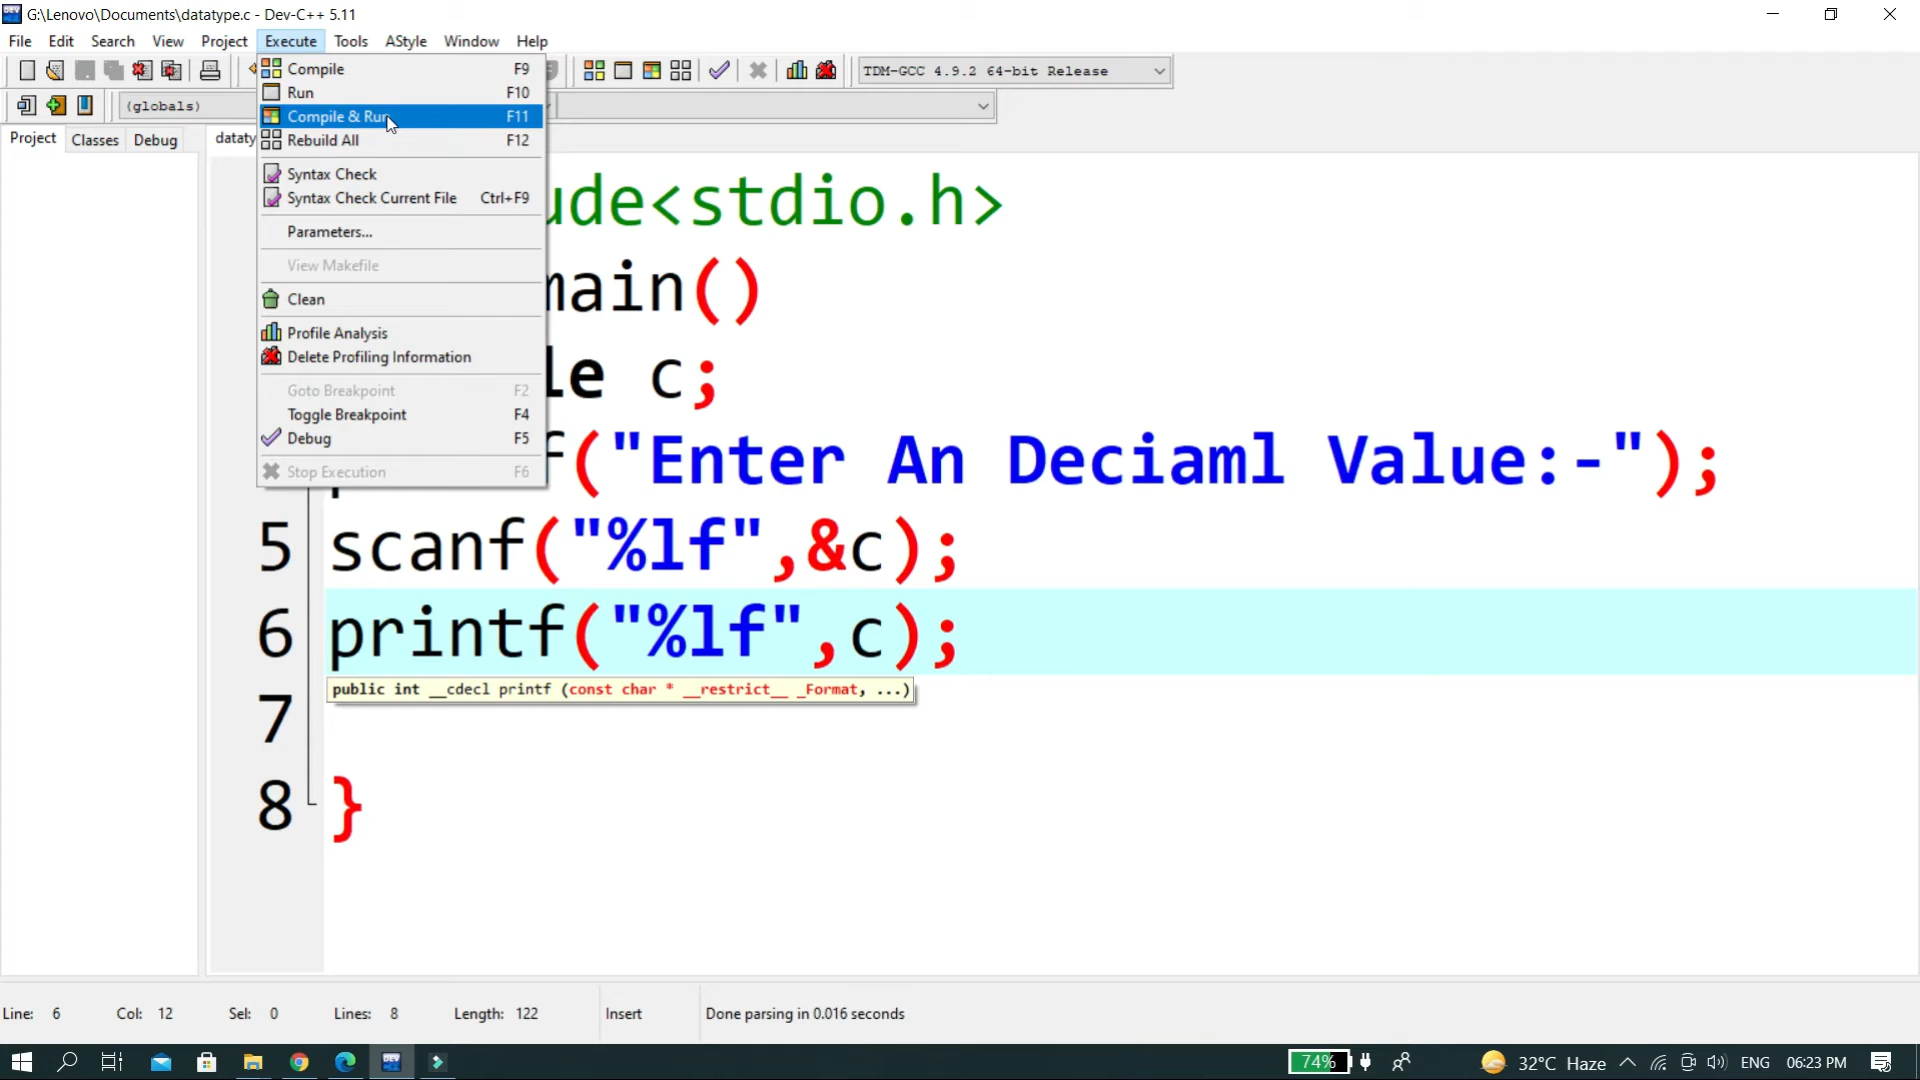 G:\Lenovo\Documents\datatype.c - Dev-C++ 5.11
File Edit Search View Project Execute Tools AStyle Window Help
TDM-GCC 4.9.2 64-bit Release
(globals)
Project Classes Debug
Compile F9
Run F10
Compile & Run F11
Rebuild All F12
Syntax Check
Syntax Check Current File Ctrl+F9
Parameters...
View Makefile
Clean
Profile Analysis
Delete Profiling Information
Goto Breakpoint F2
Toggle Breakpoint F4
Debug F5
Stop Execution F6
ude<stdio.h>
main()
le c;
f("Enter An Deciaml Value:-");
5 scanf("%lf",&c);
6 printf("%lf",c);
public int __cdecl printf (const char * __restrict__ _Format, ...)
7
8 }
Line: 6 Col: 12 Sel: 0 Lines: 8 Length: 122 Insert Done parsing in 0.016 seconds
DEV 74% 32°C Haze ENG 06:23 PM